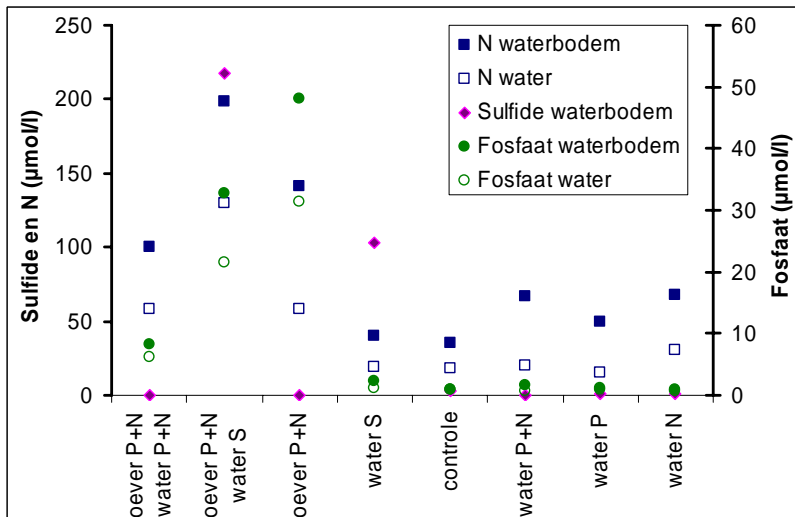 250
200
150
100
50
0
Sulfide en N (µmol/l)
60
50
40
30
20
10
0
Fosfaat (µmol/l)
N waterbodem
N water
Sulfide waterbodem
Fosfaat waterbodem
Fosfaat water
oever P+N
water P+N
oever P+N
water S
oever P+N
water S
controle
water P+N
water P
water N